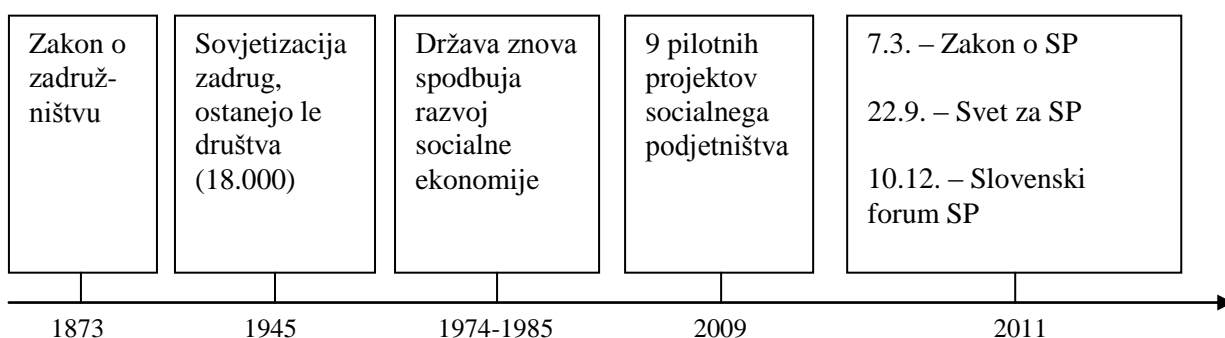 Zakon o
zadruž-
ništvu
Sovjetizacija
zadrug,
ostanejo le
društva
(18.000)
Država znova
spodbuja
razvoj
socialne
ekonomije
9 pilotnih
projektov
socialnega
podjetništva
7.3. – Zakon o SP
22.9. – Svet za SP
10.12. – Slovenski
forum SP
1873
1945
1974-1985
2009
2011